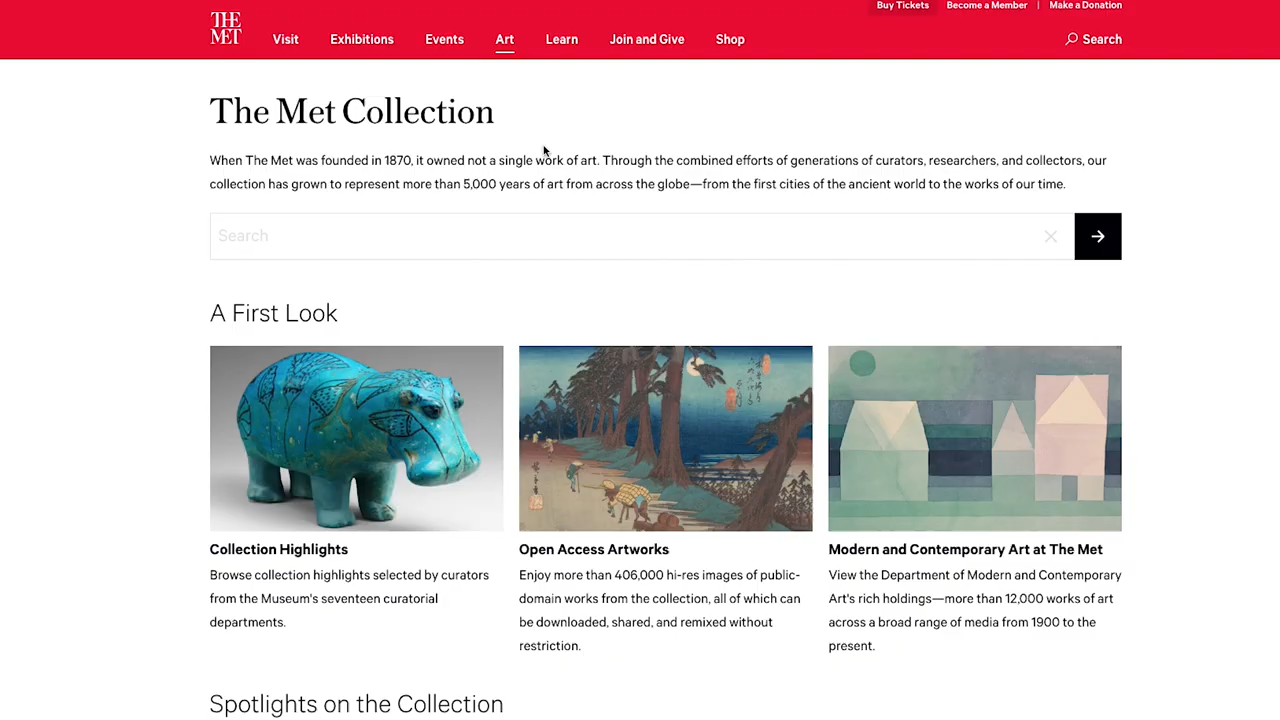 Buy Tickets Become a Member | Make a Donation
THE
MET
Visit Exhibitions Events Art Learn Join and Give Shop Search
The Met Collection
When The Met was founded in 1870, it owned not a single work of art. Through the combined efforts of generations of curators, researchers, and collectors, our
collection has grown to represent more than 5,000 years of art from across the globe—from the first cities of the ancient world to the works of our time.
Search
A First Look
Collection Highlights
Browse collection highlights selected by curators
from the Museum's seventeen curatorial
departments.
Open Access Artworks
Enjoy more than 406,000 hi-res images of public-
domain works from the collection, all of which can
be downloaded, shared, and remixed without
restriction.
Modern and Contemporary Art at The Met
View the Department of Modern and Contemporary
Art's rich holdings—more than 12,000 works of art
across a broad range of media from 1900 to the
present.
Spotlights on the Collection